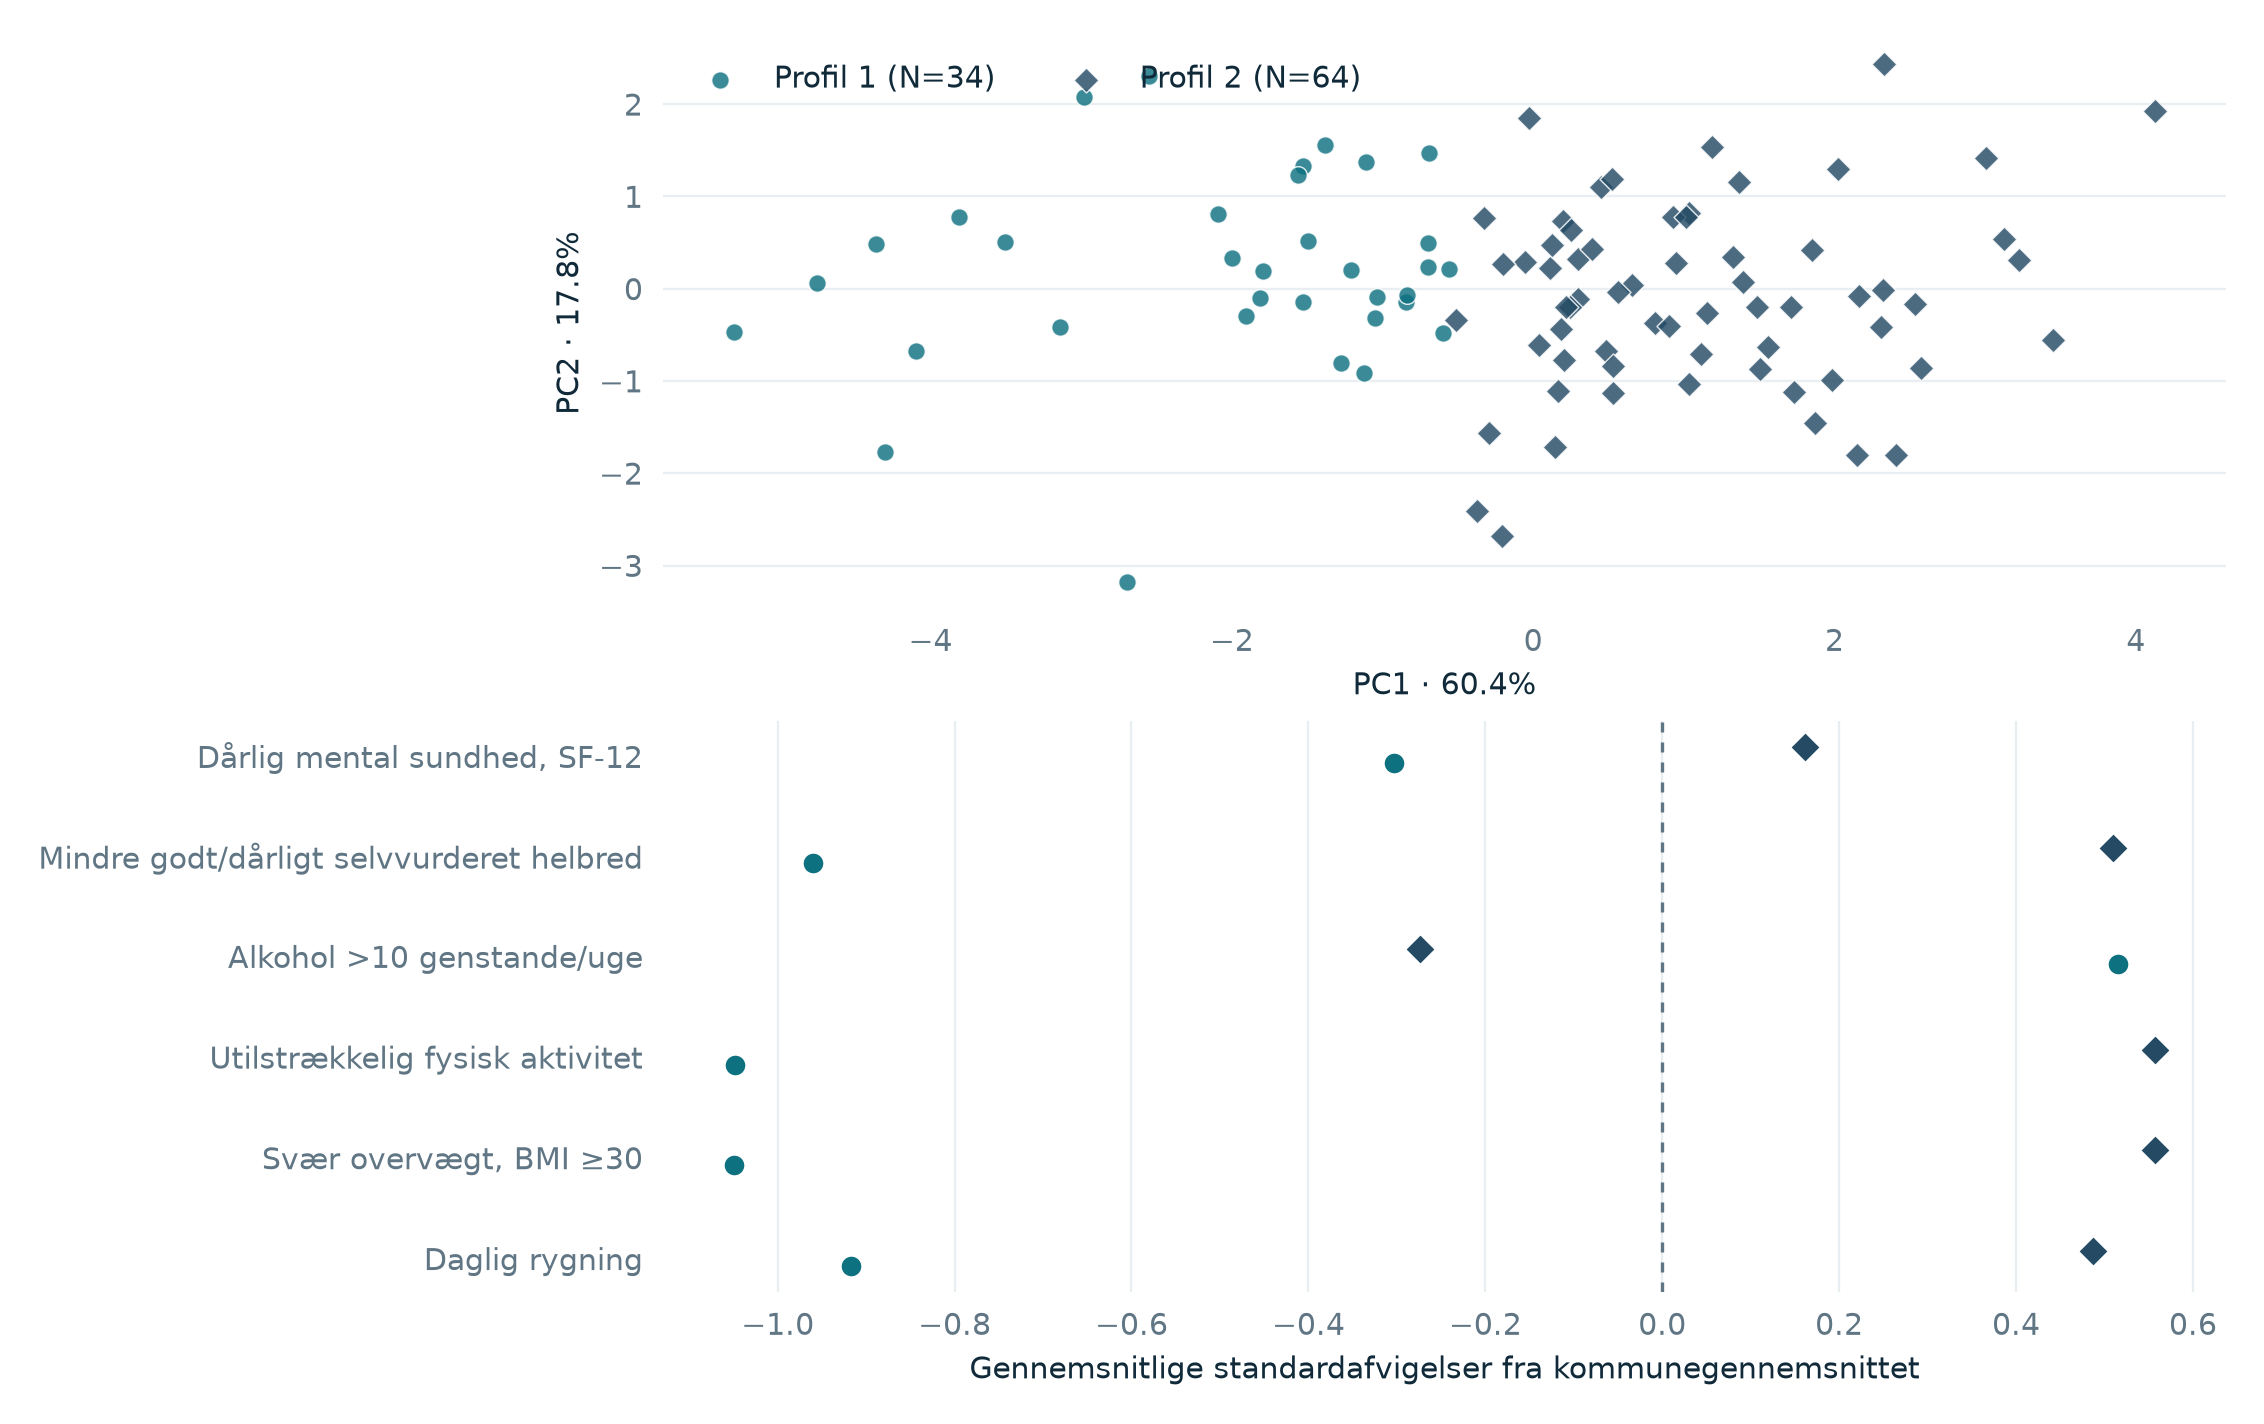 Profil 1 (N=34)
Profil 2 (N=64)
2
1
0
−1
−2
−3
PC2 · 17.8%
−4
−2
0
2
4
PC1 · 60.4%
Dårlig mental sundhed, SF-12
Mindre godt/dårligt selvvurderet helbred
Alkohol >10 genstande/uge
Utilstrækkelig fysisk aktivitet
Svær overvægt, BMI ≥30
Daglig rygning
−1.0
−0.8
−0.6
−0.4
−0.2
0.0
0.2
0.4
0.6
Gennemsnitlige standardafvigelser fra kommunegennemsnittet